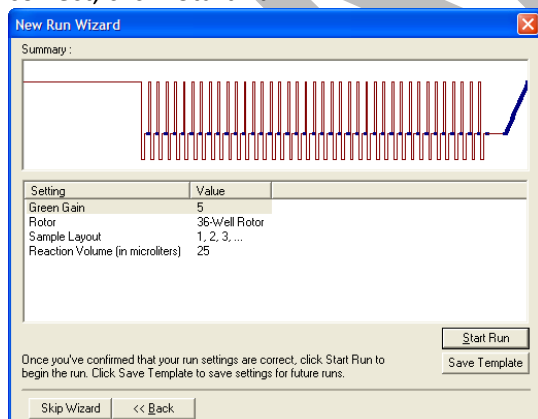 New Run Wizard
Summary :
Setting Value
Green Gain 5
Rotor 36-Well Rotor
Sample Layout 1, 2, 3, ...
Reaction Volume (in microliters) 25
Start Run
Once you've confirmed that your run settings are correct, click Start Run to
begin the run. Click Save Template to save settings for future runs.
Save Template
Skip Wizard << Back